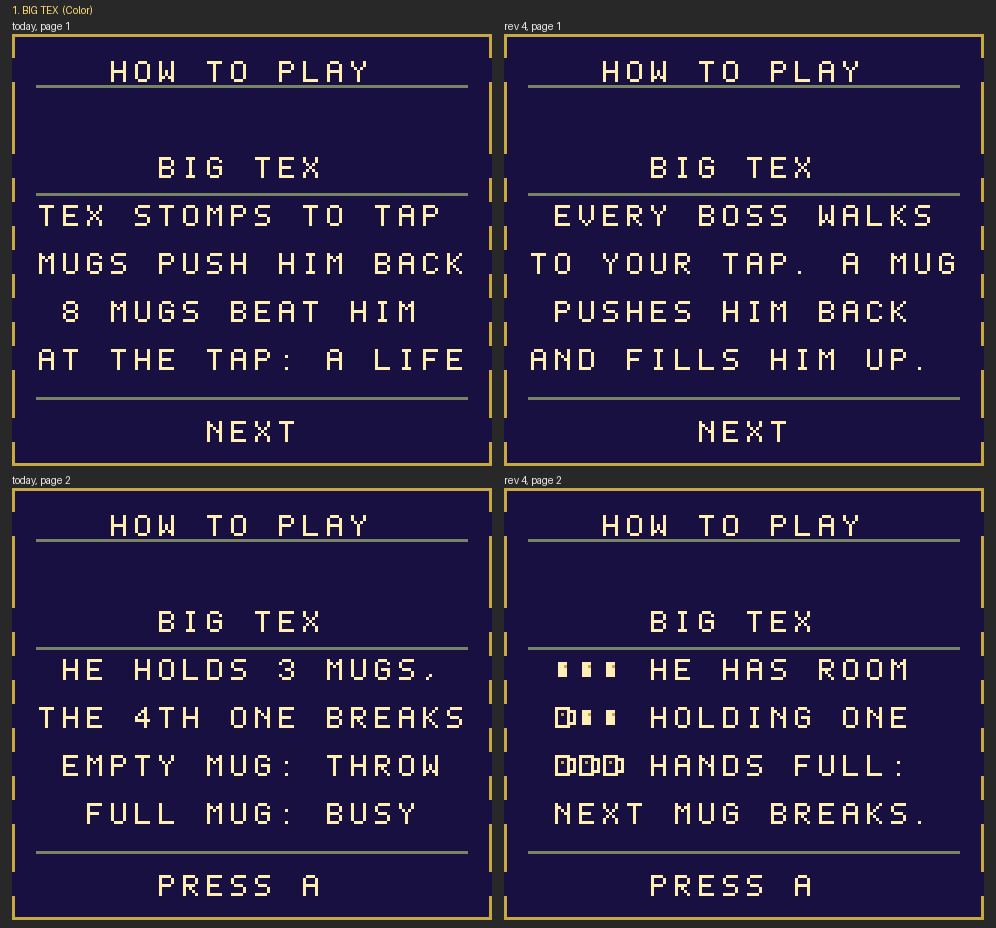 1. BIG TEX (Color)
today, page 1
HOW TO PLAY
BIG TEX
TEX STOMPS TO TAP
MUGS PUSH HIM BACK
8 MUGS BEAT HIM
AT THE TAP: A LIFE
NEXT
rev 4, page 1
HOW TO PLAY
BIG TEX
EVERY BOSS WALKS
TO YOUR TAP. A MUG
PUSHES HIM BACK
AND FILLS HIM UP.
NEXT
today, page 2
HOW TO PLAY
BIG TEX
HE HOLDS 3 MUGS,
THE 4TH ONE BREAKS
EMPTY MUG: THROW
FULL MUG: BUSY
PRESS A
rev 4, page 2
HOW TO PLAY
BIG TEX
HE HAS ROOM
HOLDING ONE
HANDS FULL:
NEXT MUG BREAKS.
PRESS A